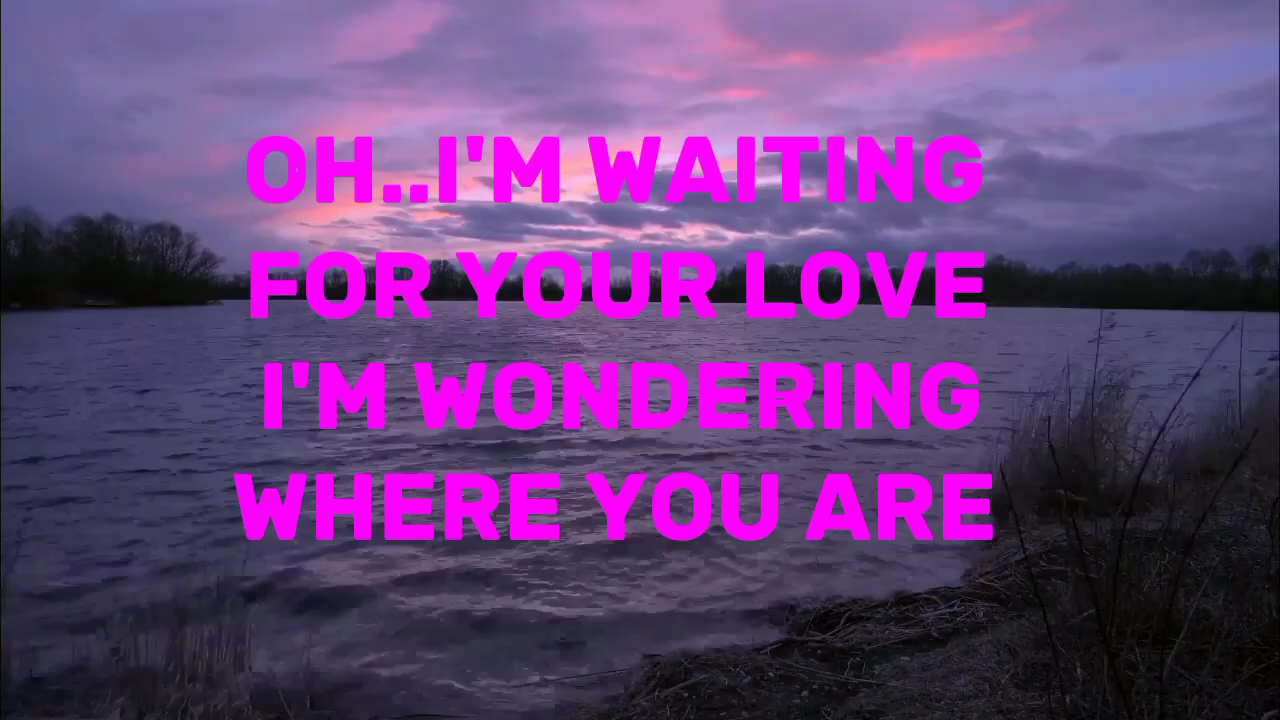 OH..I'M WAITING
FOR YOUR LOVE
I'M WONDERING
WHERE YOU ARE